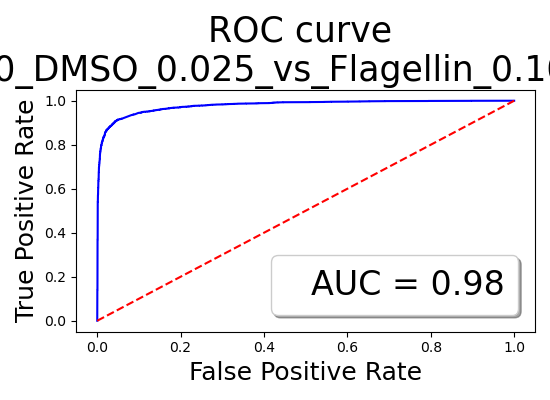 ROC curve
0_DMSO_0.025_vs_Flagellin_0.10
True Positive Rate
1.0
0.8
0.6
0.4
0.2
0.0
AUC = 0.98
0.0 0.2 0.4 0.6 0.8 1.0
False Positive Rate